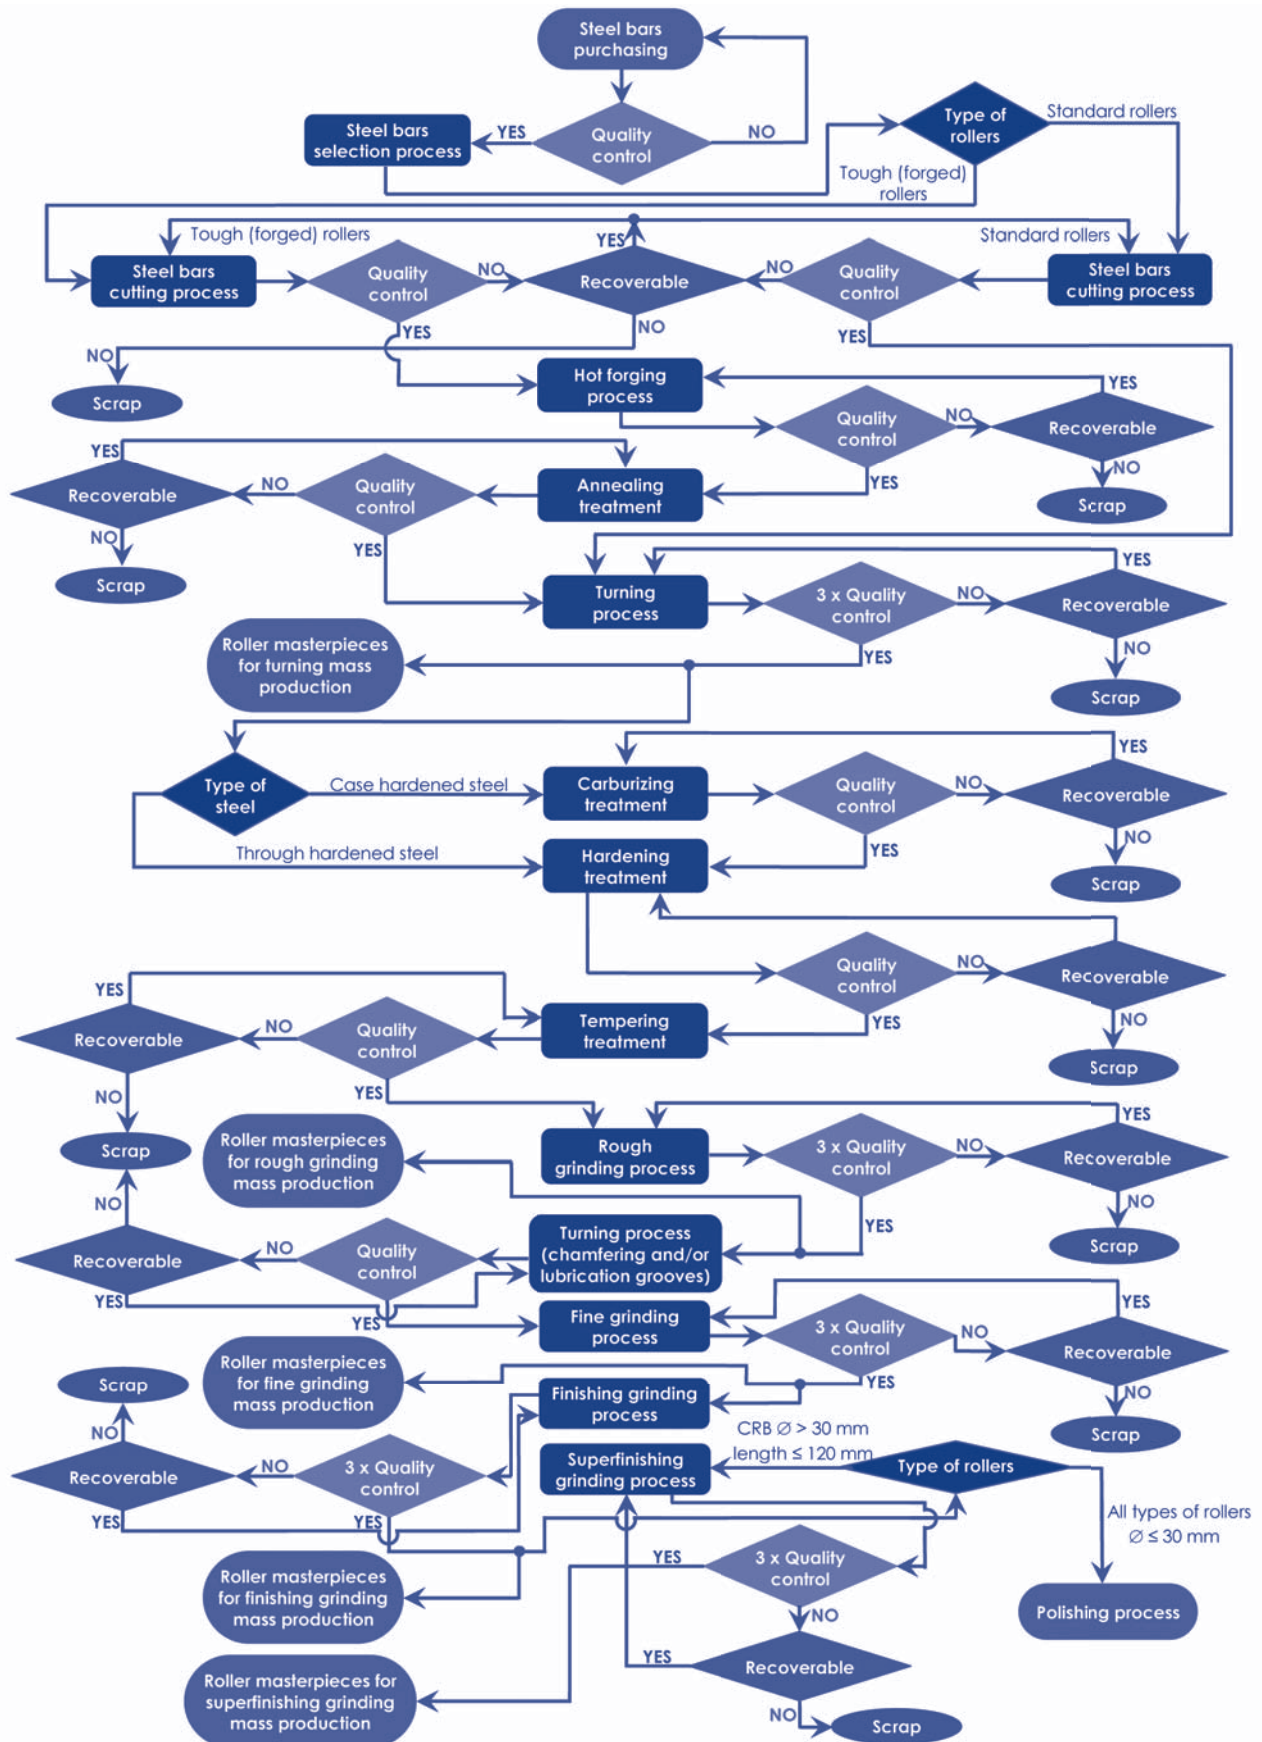 Steel bars
purchasing
Quality
control
YES
NO
Steel bars
selection process
Type of
rollers
Standard rollers
Tough (forged)
rollers
Tough (forged) rollers
YES
Standard rollers
Steel bars
cutting process
Quality
control
NO
Recoverable
NO
Quality
control
Steel bars
cutting process
YES
NO
YES
NO
Scrap
Hot forging
process
YES
Quality
control
NO
Recoverable
YES
NO
Scrap
YES
Recoverable
NO
Quality
control
Annealing
treatment
NO
YES
Scrap
Turning
process
3 x Quality
control
NO
YES
Recoverable
YES
NO
Scrap
Roller masterpieces
for turning mass
production
Type of
steel
Case hardened steel
Carburizing
treatment
Quality
control
NO
YES
Recoverable
YES
NO
Scrap
Through hardened steel
Hardening
treatment
Quality
control
NO
Recoverable
YES
NO
Scrap
YES
Recoverable
NO
Quality
control
Tempering
treatment
NO
YES
Scrap
Roller masterpieces
for rough grinding
mass production
Rough
grinding process
3 x Quality
control
NO
YES
Recoverable
YES
NO
Scrap
NO
Recoverable
NO
Quality
control
Turning process
(chamfering and/or
lubrication grooves)
YES
YES
Fine grinding
process
3 x Quality
control
NO
YES
Recoverable
YES
NO
Scrap
Roller masterpieces
for fine grinding
mass production
Scrap
Finishing grinding
process
NO
Recoverable
NO
3 x Quality
control
YES
YES
CRB Ø > 30 mm
length ≤ 120 mm
Superfinishing
grinding process
Type of rollers
All types of rollers
Ø ≤ 30 mm
Polishing process
YES
3 x Quality
control
NO
Roller masterpieces
for finishing grinding
mass production
YES
Recoverable
NO
Scrap
Roller masterpieces for
superfinishing grinding
mass production